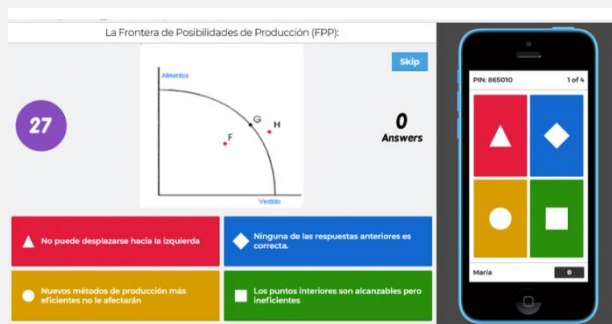 La Frontera de Posibilidades de Producción (FPP):
Skip
Alimentos
27
G
H
F
0
Answers
Vestido
No puede desplazarse hacia la izquierda
Ninguna de las respuestas anteriores es
correcta.
Nuevos métodos de producción más
eficientes no le afectarán
Los puntos interiores son alcanzables pero
ineficientes
PIN: 865010
1 of 4
María
0